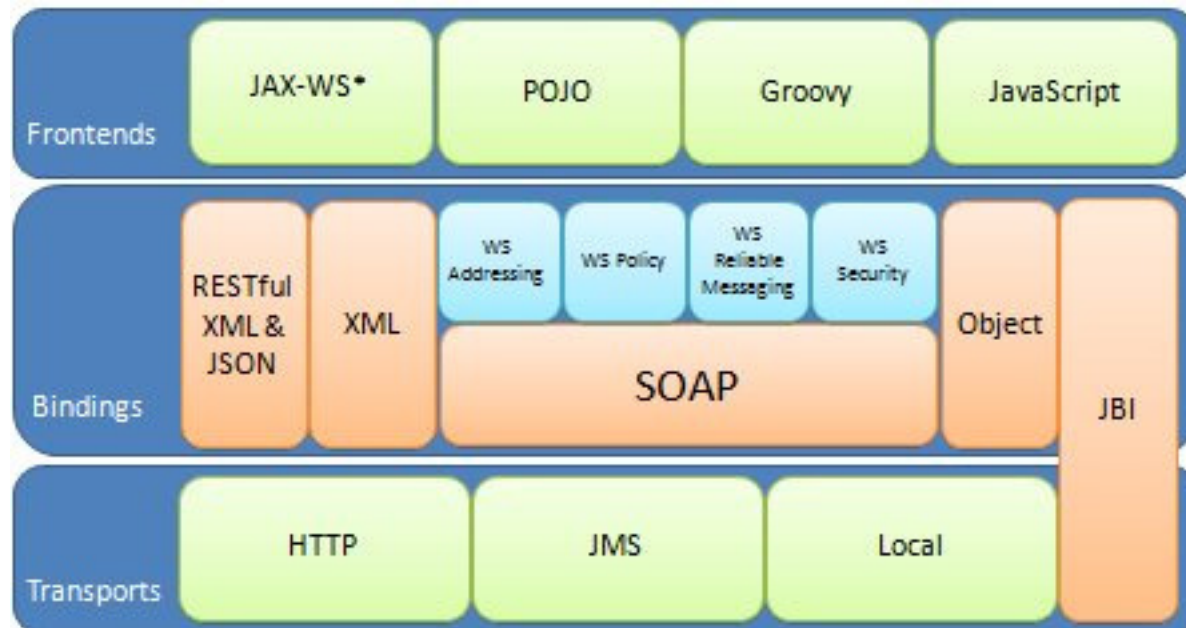 JAX-WS*
POJO
Groovy
JavaScript
Frontends
RESTful
XML &
JSON
XML
WS
Addressing
WS Policy
WS
Reliable
Messaging
WS
Security
SOAP
Object
JBI
Bindings
HTTP
JMS
Local
Transports